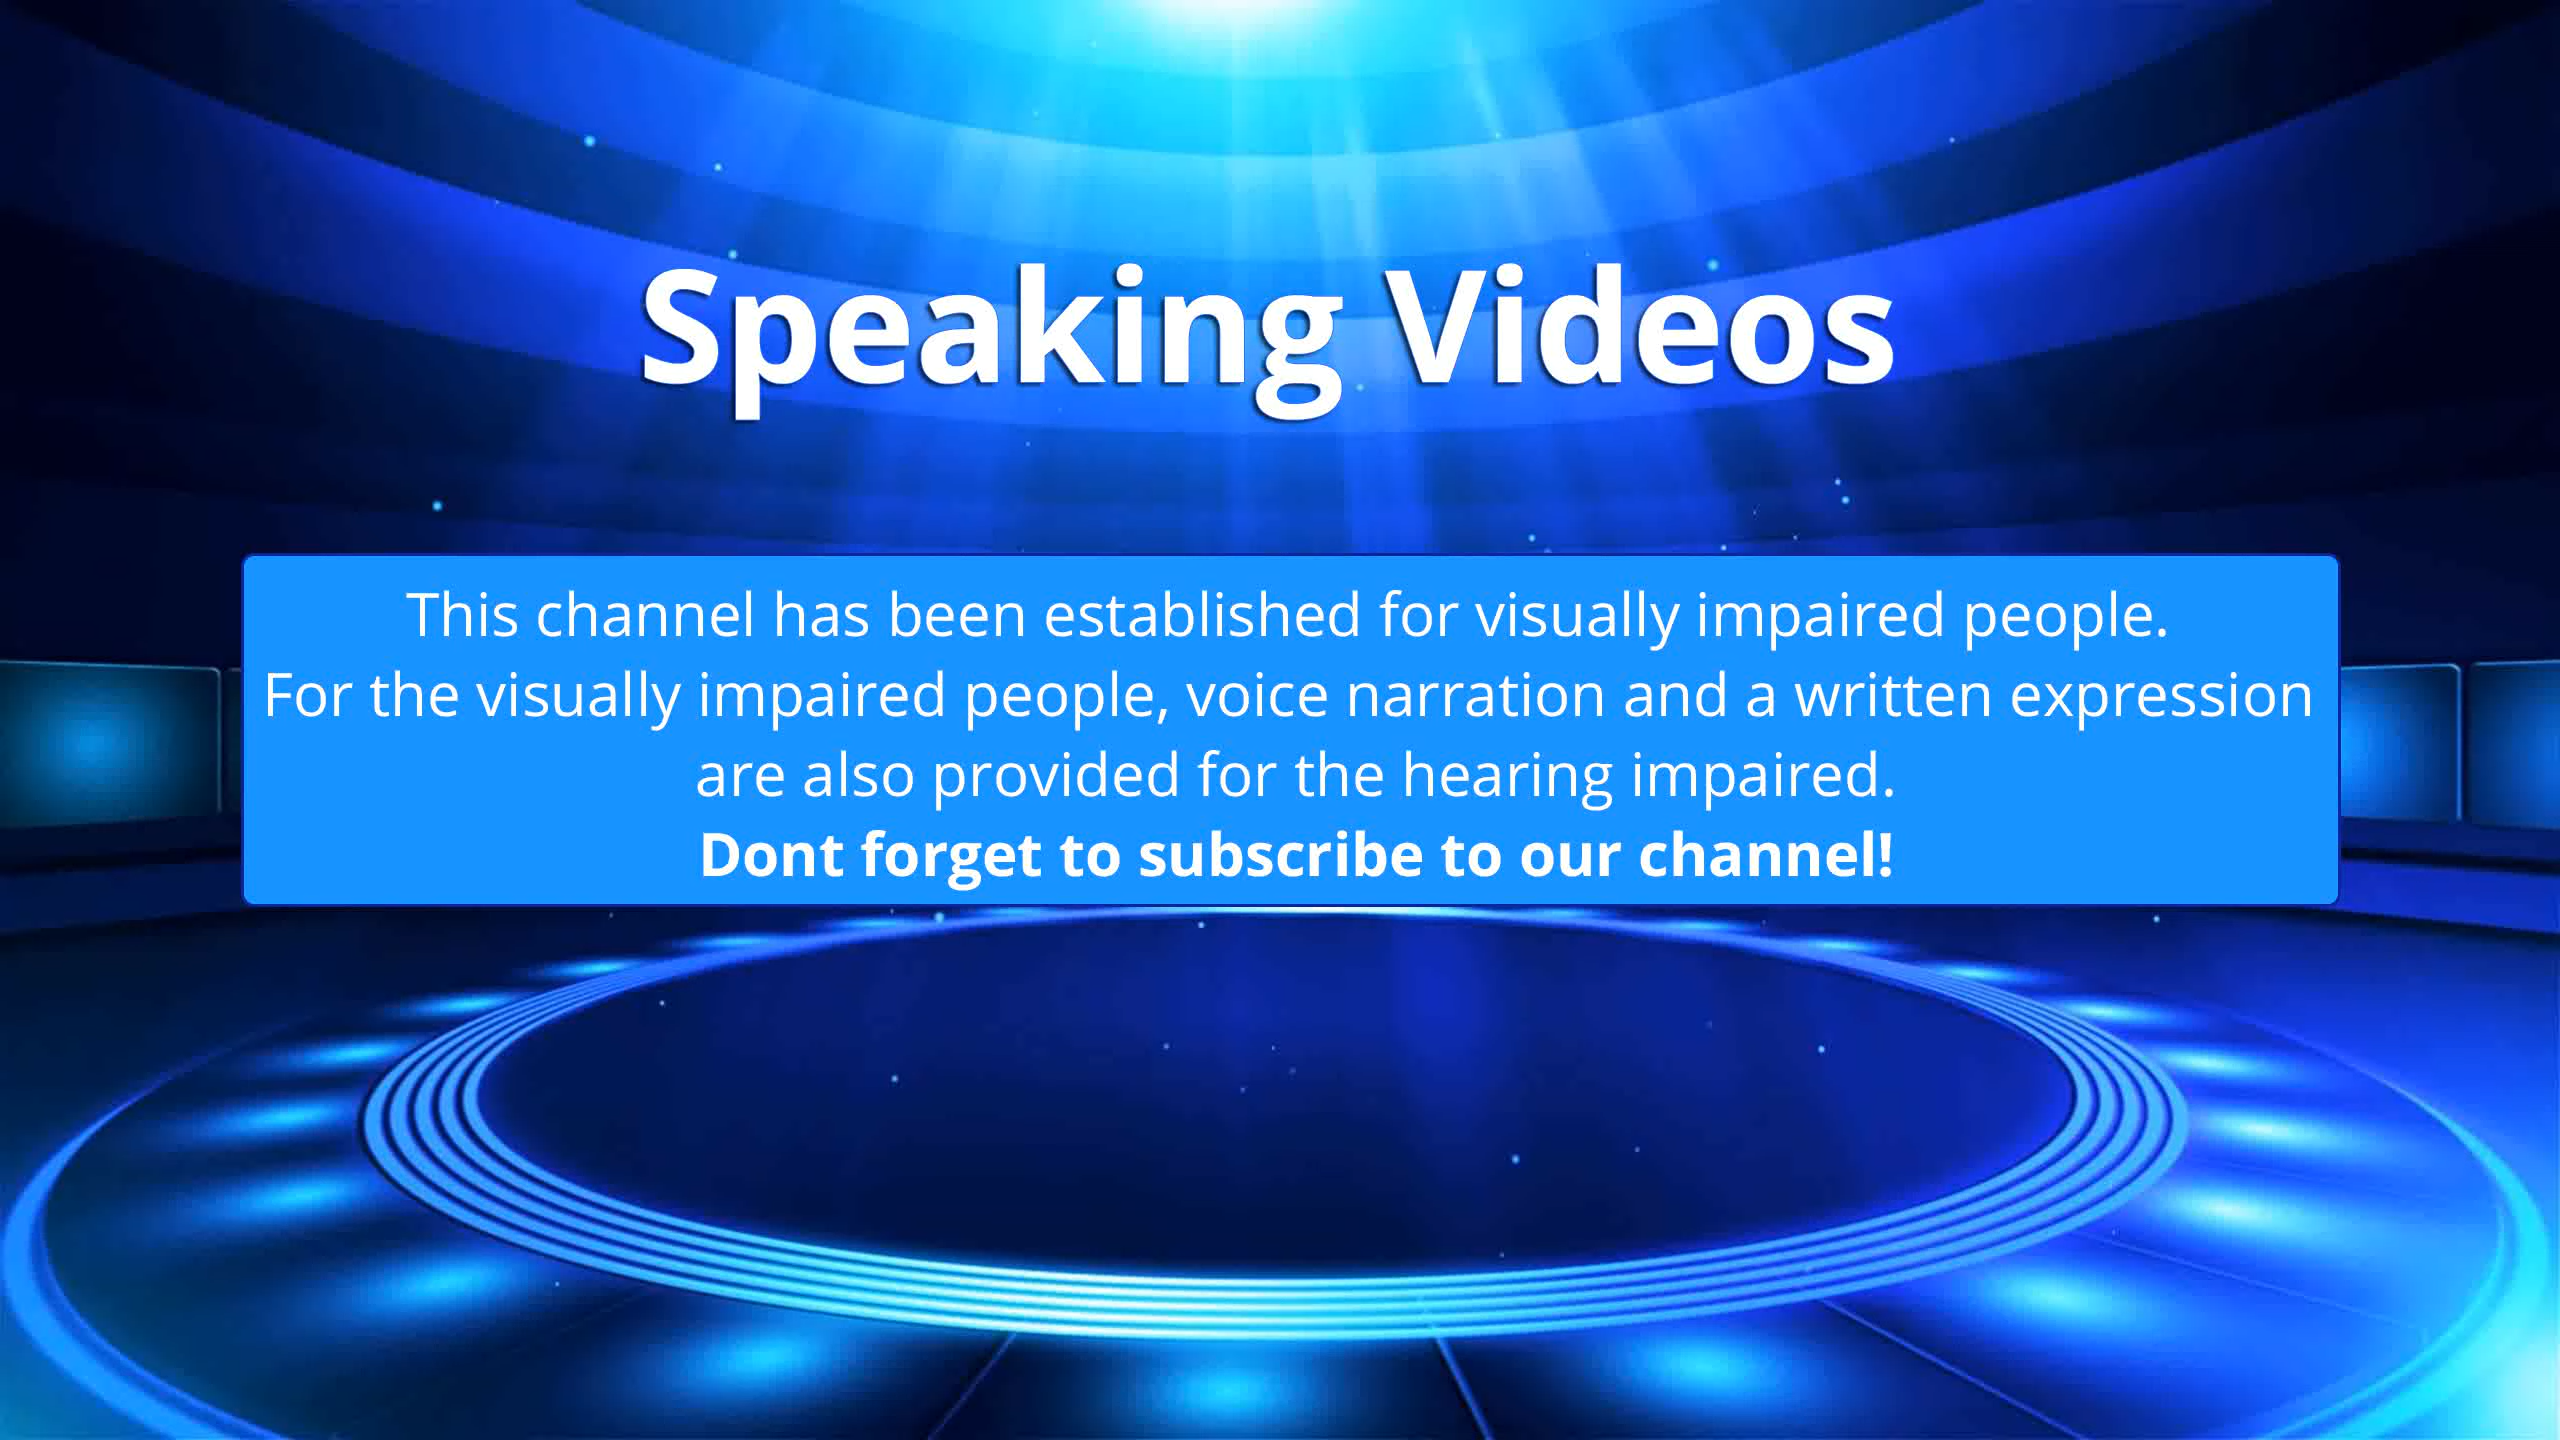 Speaking Videos
This channel has been established for visually impaired people.
For the visually impaired people, voice narration and a written expression
are also provided for the hearing impaired.
Dont forget to subscribe to our channel!